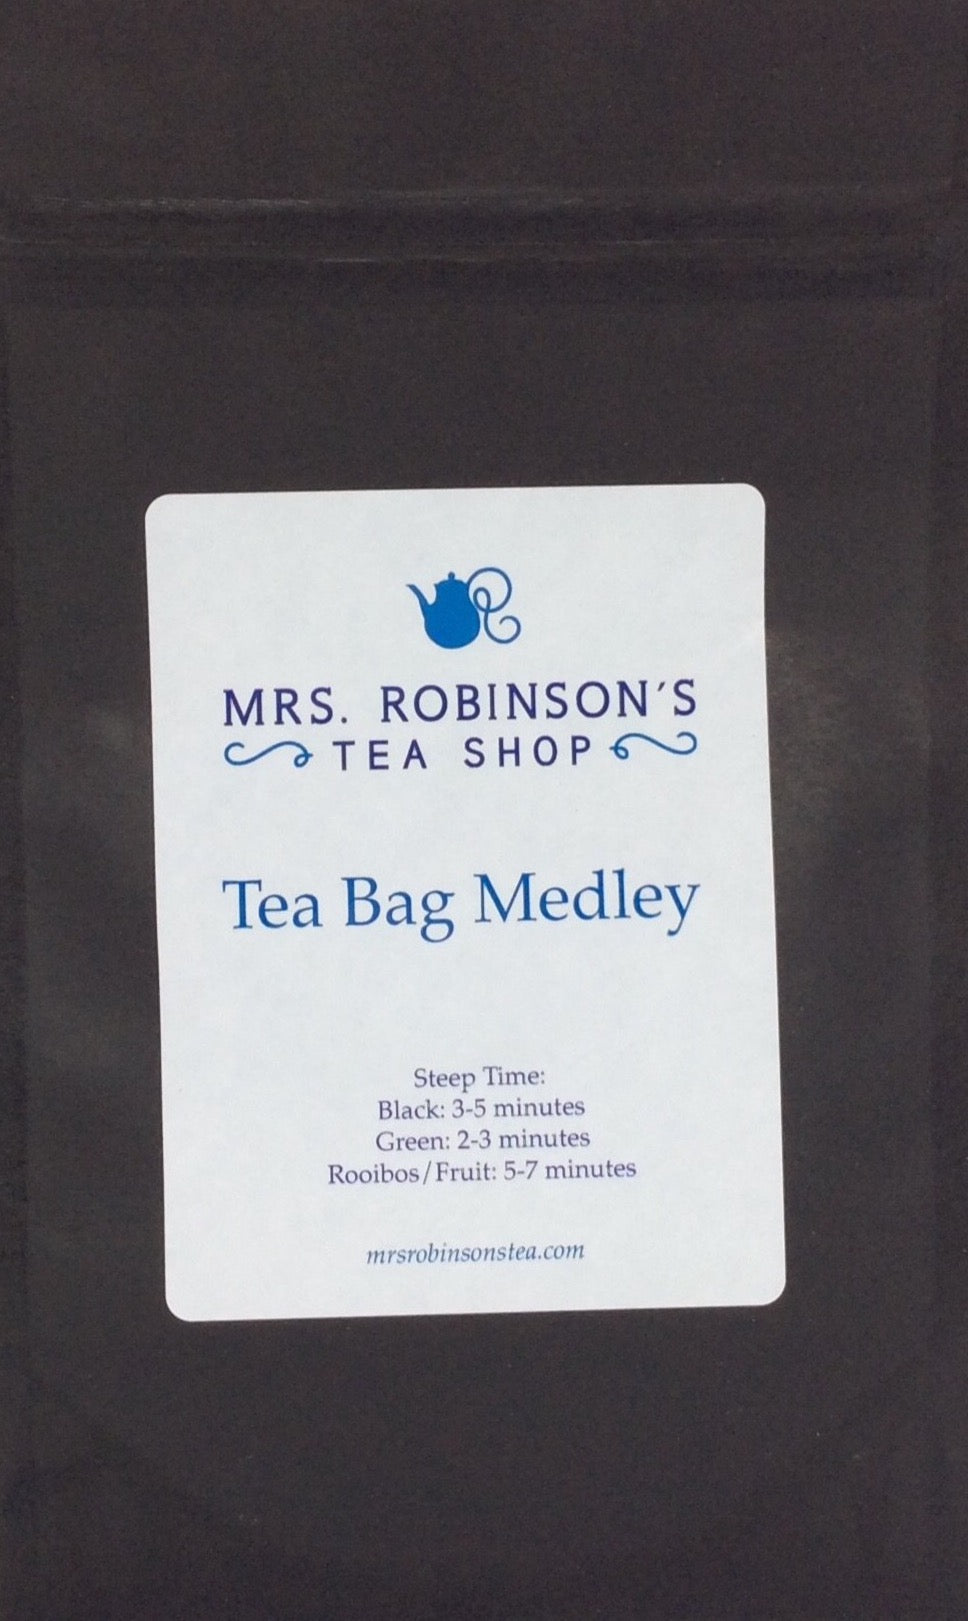 MRS. ROBINSON'S
TEA SHOP
Tea Bag Medley
Steep Time:
Black: 3-5 minutes
Green: 2-3 minutes
Rooibos/Fruit: 5-7 minutes
mrsrobinsonstea.com